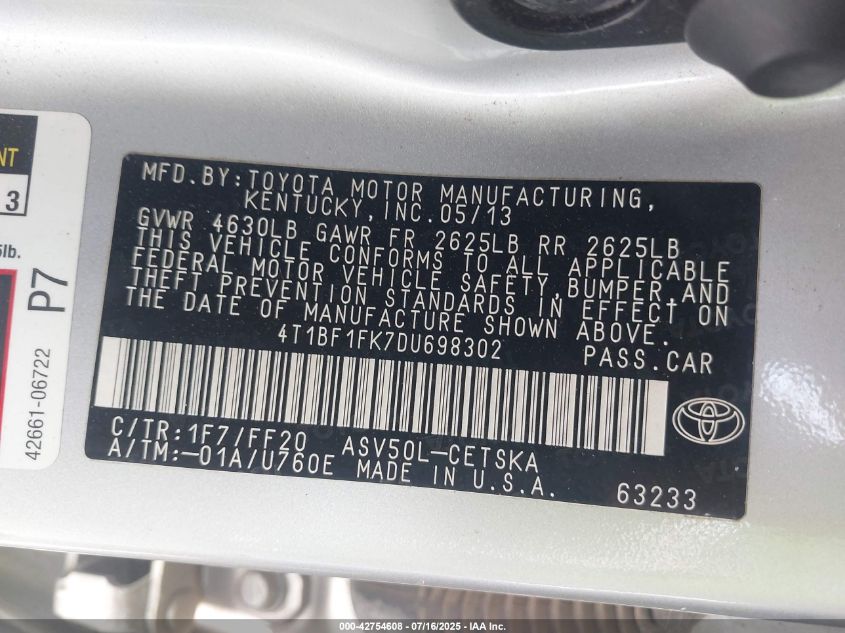 NT
3
5lb.
P7
42661-06722
MFD.BY:TOYOTA MOTOR MANUFACTURING,
KENTUCKY,INC.05/13
GVWR 4630LB GAWR FR 2625LB RR 2625LB
THIS VEHICLE CONFORMS TO ALL APPLICABLE
FEDERAL MOTOR VEHICLE SAFETY,BUMPER,AND
THEFT PREVENTION STANDARDS IN EFFECT ON
THE DATE OF MANUFACTURE SHOWN ABOVE.
4T1BF1FK7DU698302 PASS.CAR
C/TR:1F7/FF20 ASV50L-CETSKA
A/TM:-01A/U760E MADE IN U.S.A. 63233
000-42754608 - 07/16/2025 - IAA Inc.